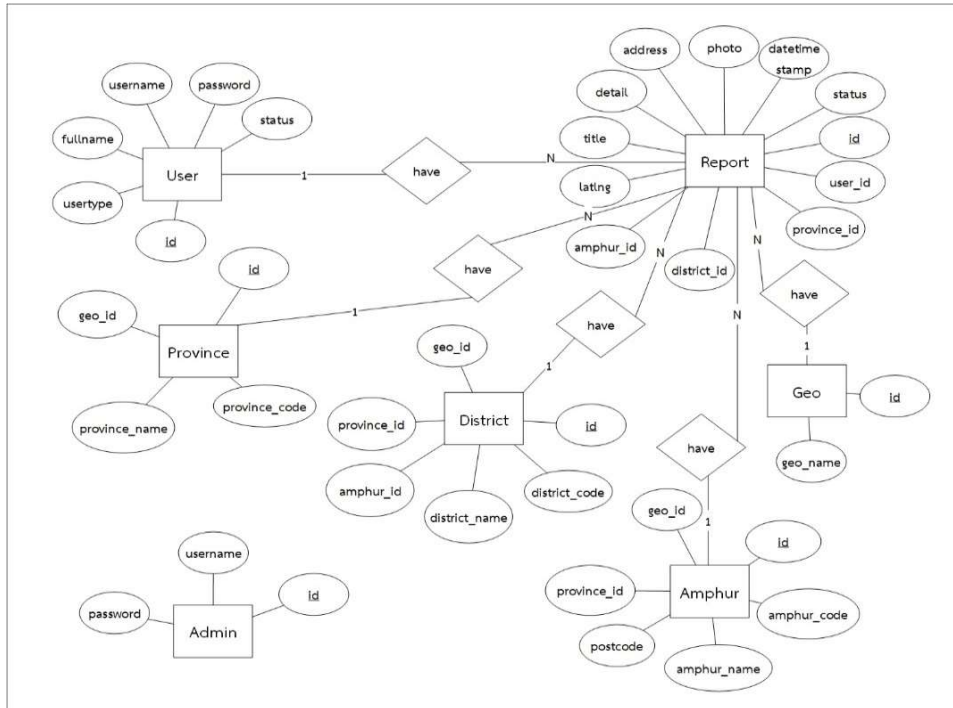 address
photo
datetime
stamp
username
password
detail
status
status
fullname
title
Report
id
User
1
have
N
usertype
latlng
user_id
id
amphur_id
N
district_id
N
N
province_id
id
have
have
geo_id
1
have
N
1
Province
geo_id
1
province_name
province_code
province_id
District
id
Geo
id
have
amphur_id
district_code
geo_name
district_name
geo_id
1
id
username
id
province_id
Amphur
amphur_code
password
Admin
postcode
amphur_name